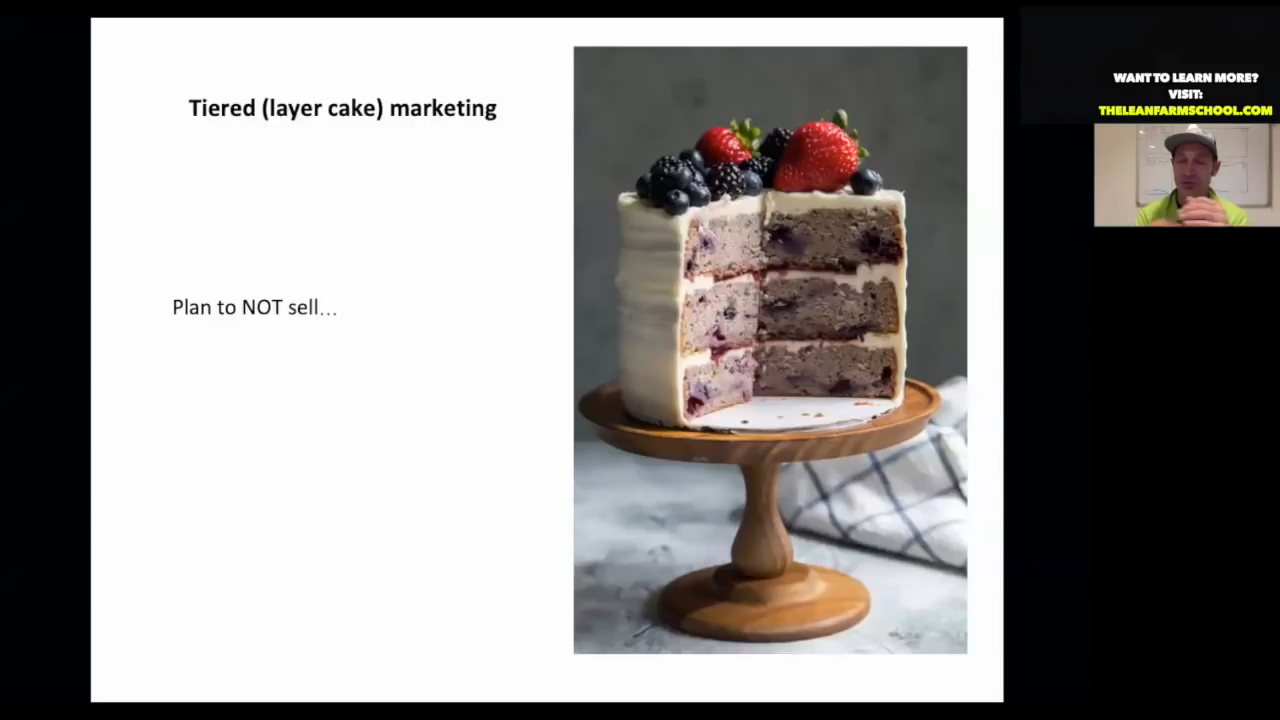 Tiered (layer cake) marketing
Plan to NOT sell...
WANT TO LEARN MORE?
VISIT:
THELEANFARMSCHOOL.COM